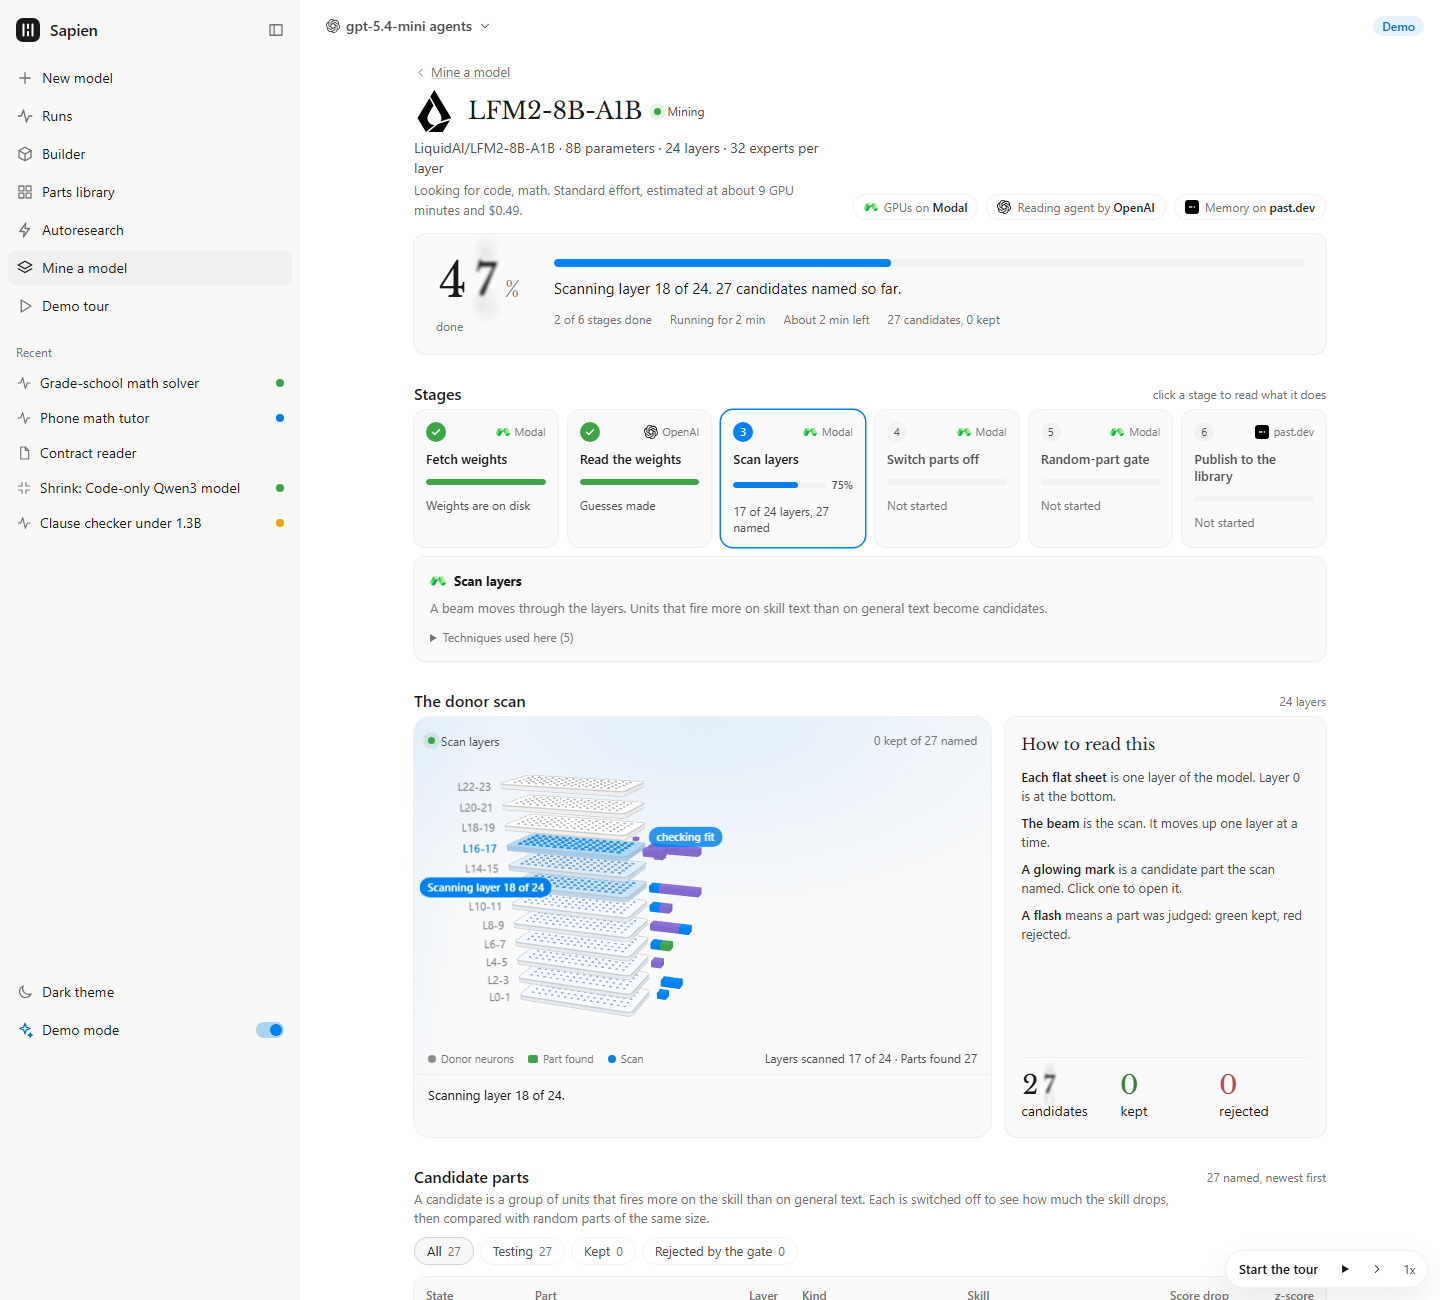 Sapien
New model
Runs
Builder
Parts library
Autoresearch
Mine a model
Demo tour
Recent
Grade-school math solver
Phone math tutor
Contract reader
Shrink: Code-only Qwen3 model
Clause checker under 1.3B
Dark theme
Demo mode
gpt-5.4-mini agents
Demo
Mine a model
LFM2-8B-A1B
Mining
LiquidAI/LFM2-8B-A1B · 8B parameters · 24 layers · 32 experts per
layer
Looking for code, math. Standard effort, estimated at about 9 GPU
minutes and $0.49.
GPUs on Modal
Reading agent by OpenAI
Memory on past.dev
47 %
done
Scanning layer 18 of 24. 27 candidates named so far.
2 of 6 stages done Running for 2 min About 2 min left 27 candidates, 0 kept
Stages
click a stage to read what it does
Modal
Fetch weights
Weights are on disk
OpenAI
Read the weights
Guesses made
3 Modal
Scan layers
75%
17 of 24 layers, 27
named
4 Modal
Switch parts off
Not started
5 Modal
Random-part gate
Not started
6 past.dev
Publish to the
library
Not started
Scan layers
A beam moves through the layers. Units that fire more on skill text than on general text become candidates.
Techniques used here (5)
The donor scan
24 layers
Scan layers
0 kept of 27 named
L22-23
L20-21
L18-19
checking fit
L16-17
L14-15
Scanning layer 18 of 24
L10-11
L8-9
L6-7
L4-5
L2-3
L0-1
Donor neurons Part found Scan
Layers scanned 17 of 24 · Parts found 27
Scanning layer 18 of 24.
How to read this
Each flat sheet is one layer of the model. Layer 0
is at the bottom.
The beam is the scan. It moves up one layer at a
time.
A glowing mark is a candidate part the scan
named. Click one to open it.
A flash means a part was judged: green kept, red
rejected.
27 candidates
0 kept
0 rejected
Candidate parts
27 named, newest first
A candidate is a group of units that fires more on the skill than on general text. Each is switched off to see how much the skill drops,
then compared with random parts of the same size.
All 27
Testing 27
Kept 0
Rejected by the gate 0
State Part Layer Kind Skill Score drop z-score
Start the tour
1x